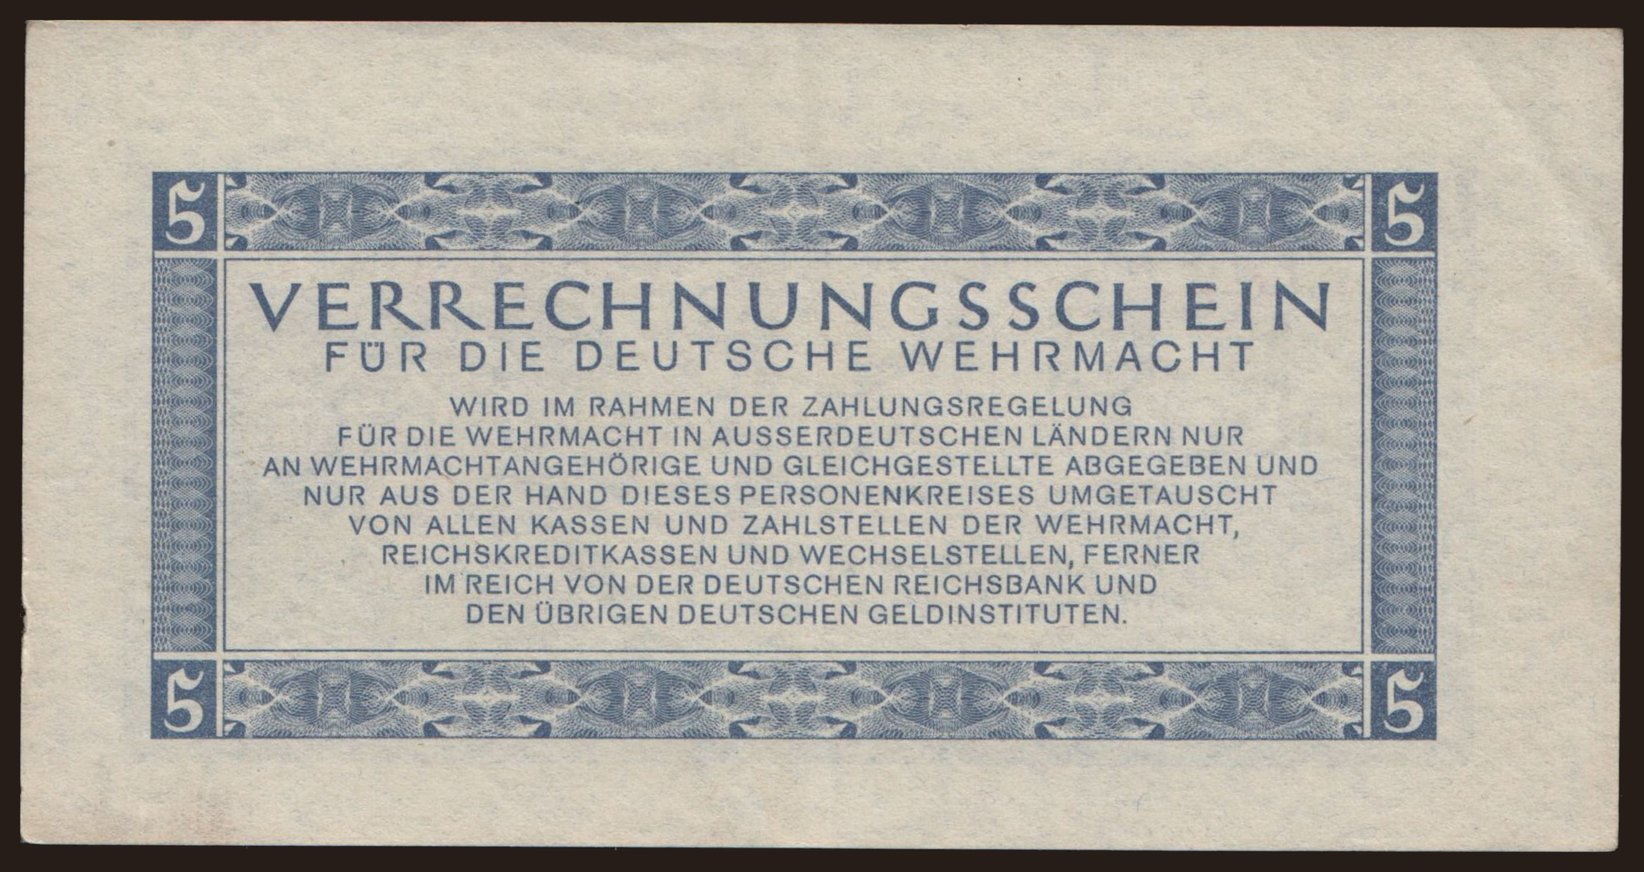 5 5
VERRECHNUNGSSCHEIN
FÜR DIE DEUTSCHE WEHRMACHT
WIRD IM RAHMEN DER ZAHLUNGSREGELUNG
FÜR DIE WEHRMACHT IN AUSSERDEUTSCHEN LÄNDERN NUR
AN WEHRMACHTANGEHÖRIGE UND GLEICHGESTELLTE ABGEGEBEN UND
NUR AUS DER HAND DIESES PERSONENKREISES UMGETAUSCHT
VON ALLEN KASSEN UND ZAHLSTELLEN DER WEHRMACHT,
REICHSKREDITKASSEN UND WECHSELSTELLEN, FERNER
IM REICH VON DER DEUTSCHEN REICHSBANK UND
DEN ÜBRIGEN DEUTSCHEN GELDINSTITUTEN.
5 5